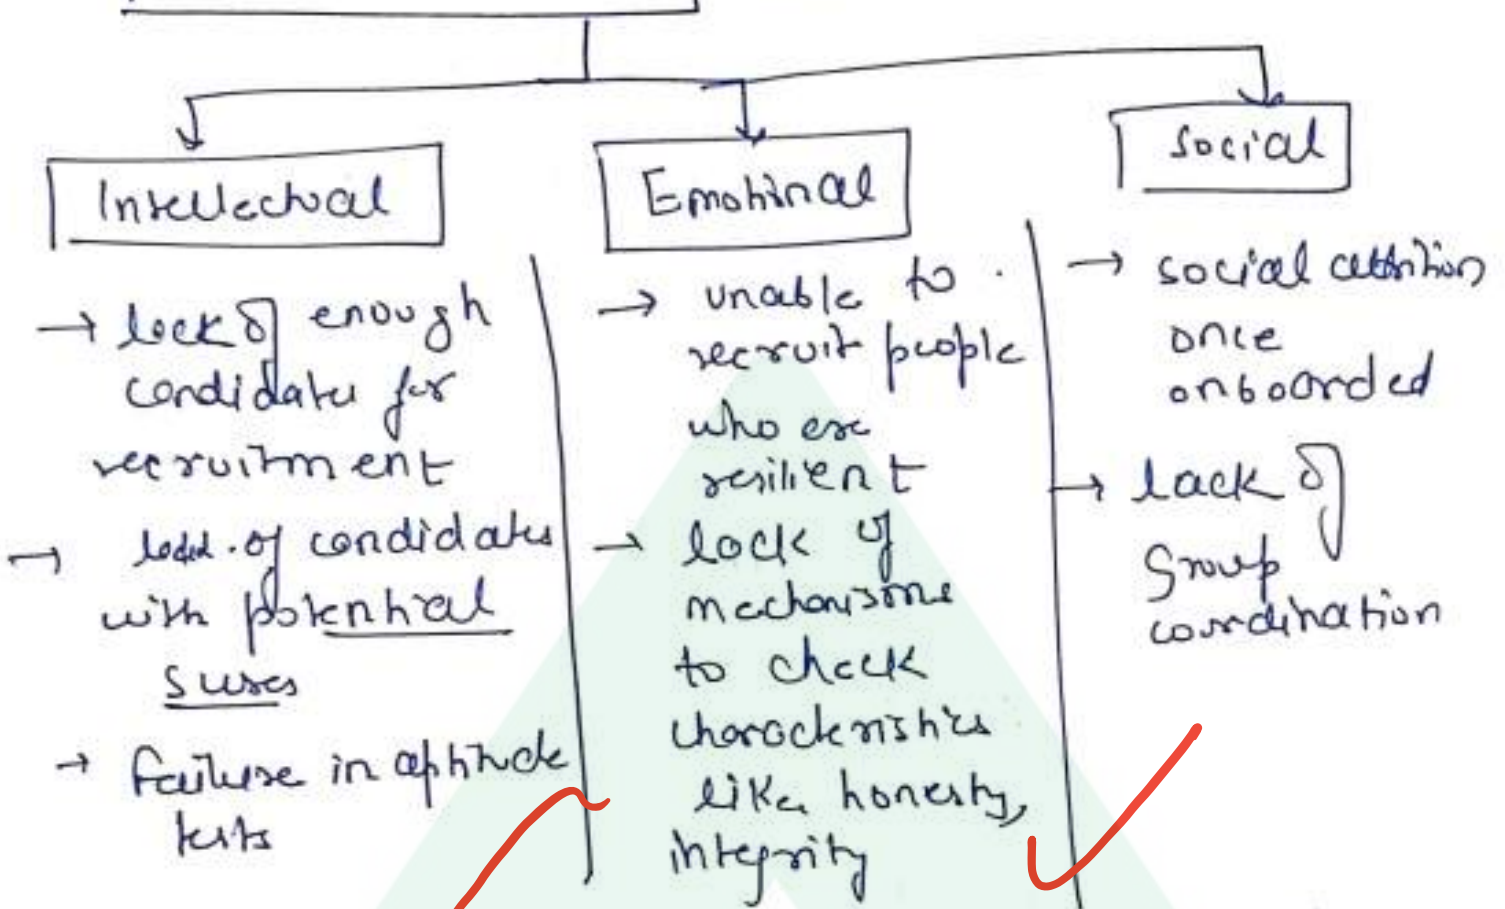 Intellectual
→ lack of enough
candidates for
recruitment
→ lack of candidates
with potential
→ Failure in aptitude
tests
Emotional
→ unable to
recruit people
who are
resilient
→ lack of
mechanisms
to check
characteristics
like honesty,
integrity
Social
→ social attrition
once
onboarded
→ lack of
Group
coordination